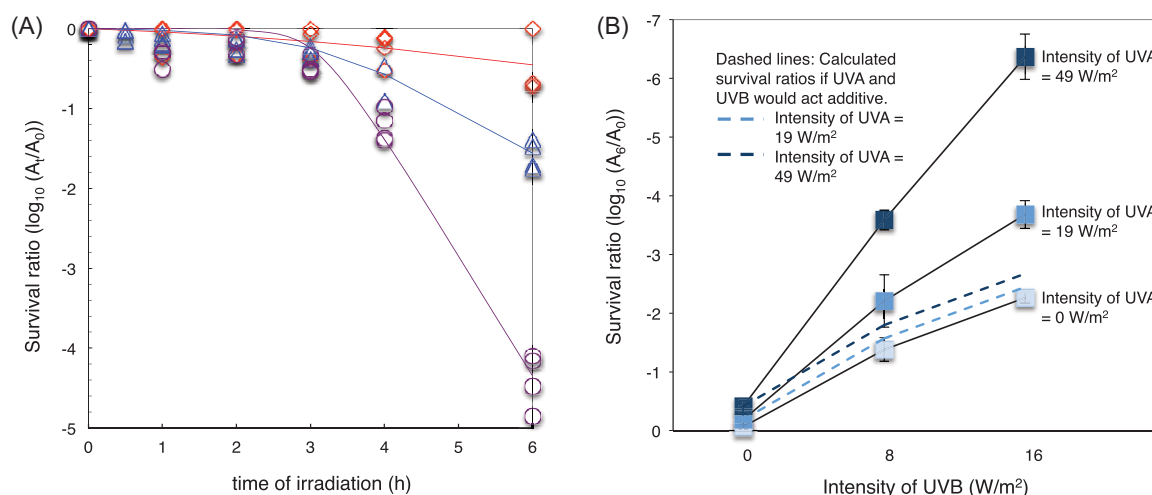 (A)
0
-1
-2
-3
-4
-5
Survival ratio (log10 (At/A0))
0 1 2 3 4 5 6
time of irradiation (h)
(B)
-7
-6
-5
-4
-3
-2
-1
0
Survival ratio (log10 (A6/A0))
Dashed lines: Calculated
survival ratios if UVA and
UVB would act additive.
Intensity of UVA =
19 W/m²
Intensity of UVA =
49 W/m²
Intensity of UVA
= 49 W/m²
Intensity of UVA
= 19 W/m²
Intensity of UVA
= 0 W/m²
0 8 16
Intensity of UVB (W/m²)